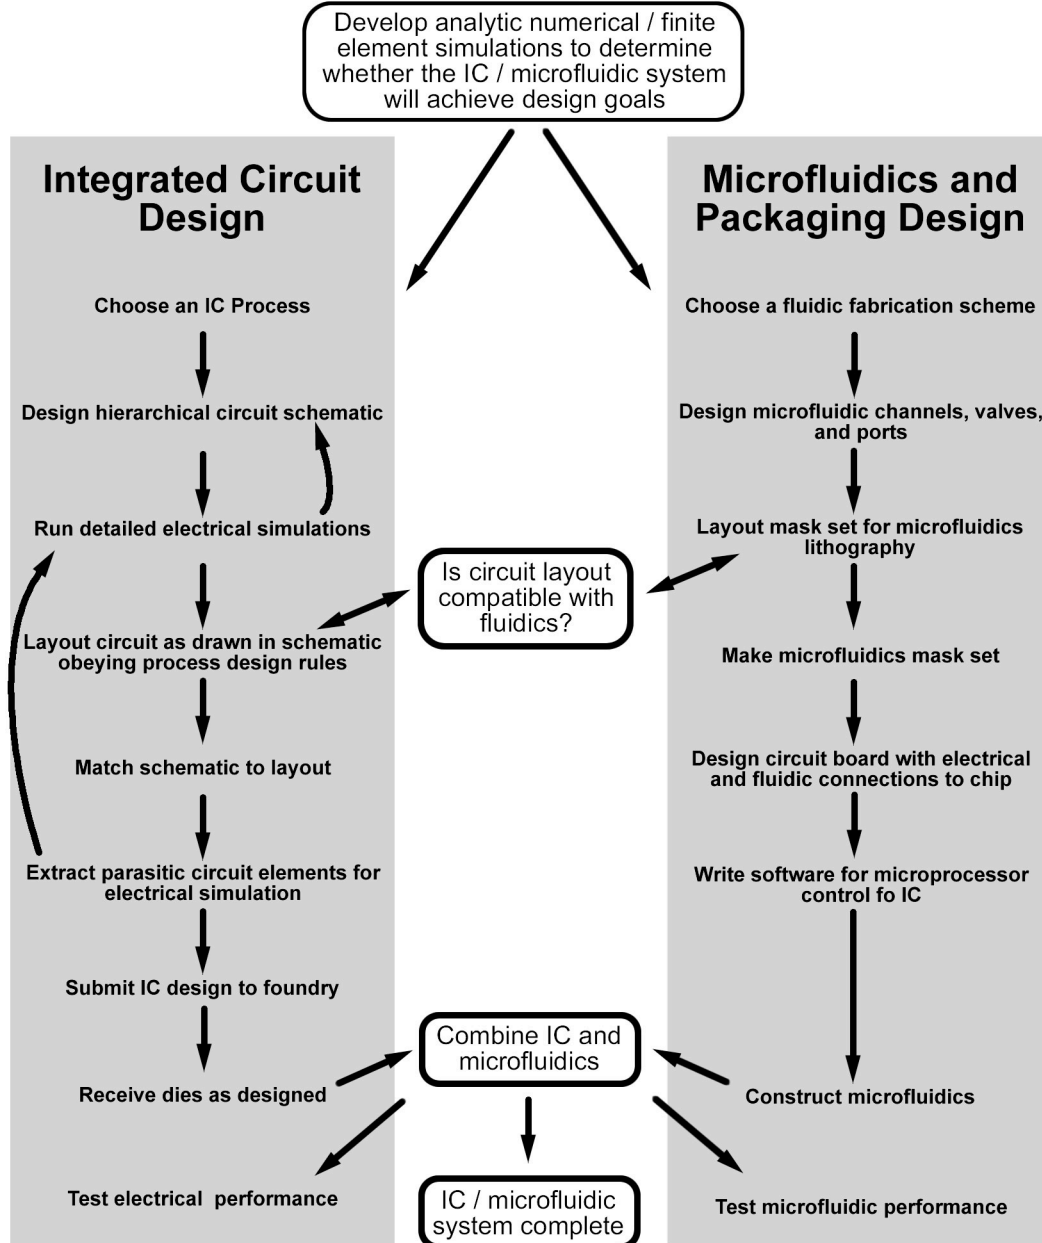 Develop analytic numerical / finite
element simulations to determine
whether the IC / microfluidic system
will achieve design goals
Integrated Circuit
Design
Choose an IC Process
Design hierarchical circuit schematic
Run detailed electrical simulations
Layout circuit as drawn in schematic
obeying process design rules
Match schematic to layout
Extract parasitic circuit elements for
electrical simulation
Submit IC design to foundry
Receive dies as designed
Test electrical performance
Is circuit layout
compatible with
fluidics?
Combine IC and
microfluidics
IC / microfluidic
system complete
Microfluidics and
Packaging Design
Choose a fluidic fabrication scheme
Design microfluidic channels, valves,
and ports
Layout mask set for microfluidics
lithography
Make microfluidics mask set
Design circuit board with electrical
and fluidic connections to chip
Write software for microprocessor
control fo IC
Construct microfluidics
Test microfluidic performance